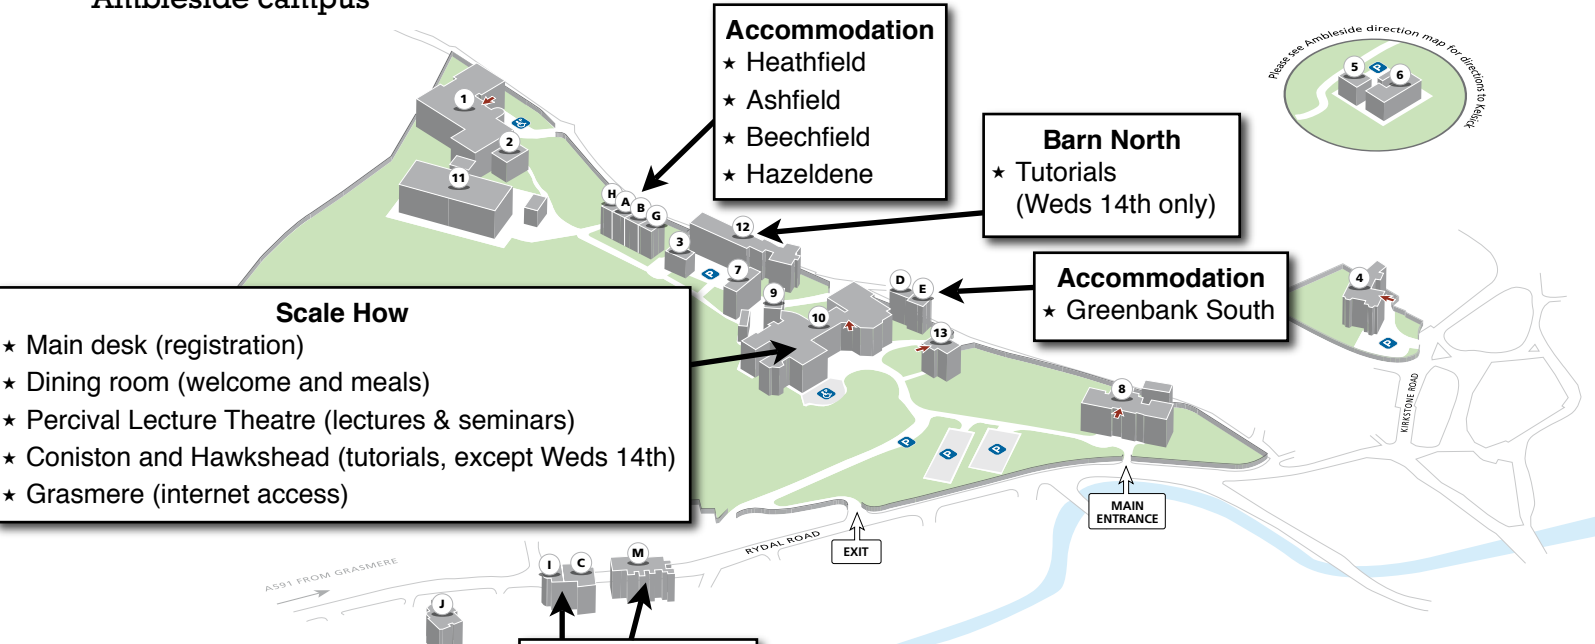 Ambleside campus
Accommodation
★ Heathfield
★ Ashfield
★ Beechfield
★ Hazeldene
Barn North
★ Tutorials
(Weds 14th only)
Accommodation
★ Greenbank South
Scale How
★ Main desk (registration)
★ Dining room (welcome and meals)
★ Percival Lecture Theatre (lectures & seminars)
★ Coniston and Hawkshead (tutorials, except Weds 14th)
★ Grasmere (internet access)
Please see Ambleside direction map for directions to Kelsick
5
P
6
1
2
11
H
A
B
G
12
3
P
7
9
10
D
E
13
4
P
8
P
P
P
KIRKSTONE ROAD
MAIN
ENTRANCE
EXIT
RYDAL ROAD
A591 FROM GRASMERE
I
C
M
J